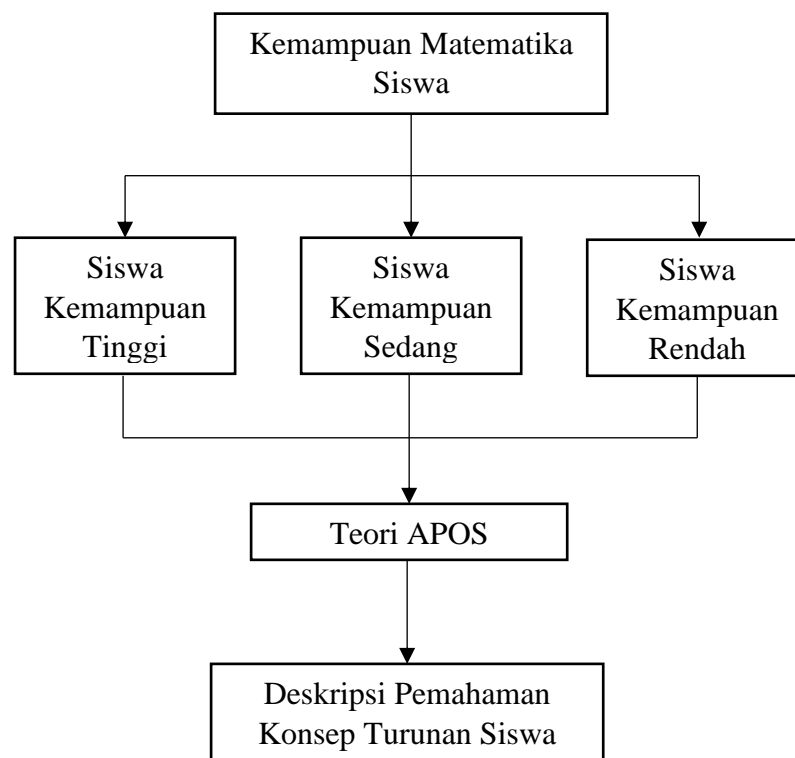 Kemampuan Matematika
Siswa
Siswa
Kemampuan
Tinggi
Siswa
Kemampuan
Sedang
Siswa
Kemampuan
Rendah
Teori APOS
Deskripsi Pemahaman
Konsep Turunan Siswa